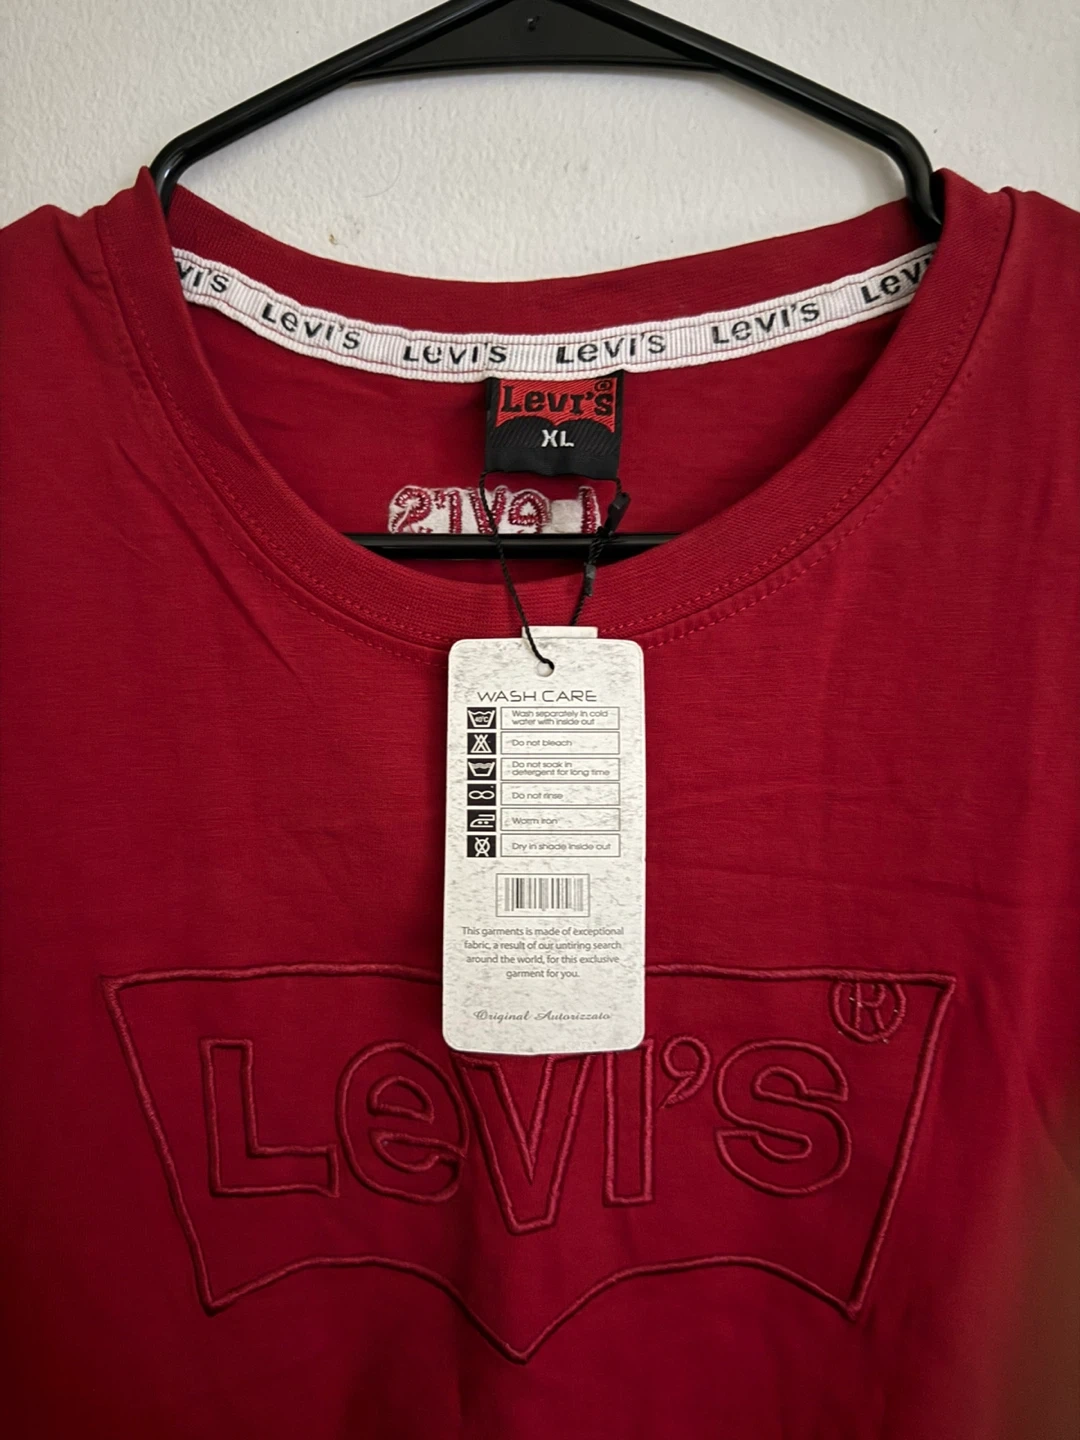 Levi's Levi's Levi's Levi's
Levi's®
XL
WASH CARE
40°C
Wash separately in cold
water with inside out
Do not bleach
Do not soak in
detergent for long time
Do not rinse
Worm iron
Dry in shade inside out
This garments is made of exceptional
fabric, a result of our untiring search
around the world, for this exclusive
garment for you.
Original Autorizzato
®
Levi's